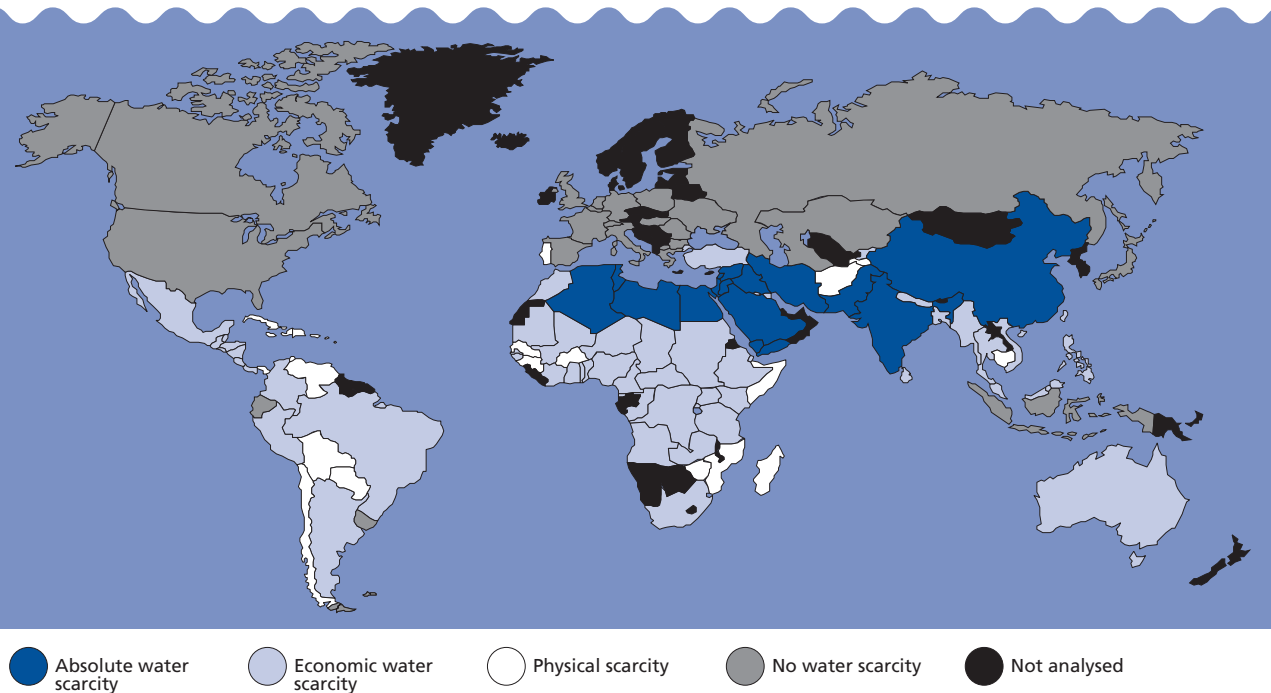 Absolute water
scarcity
Economic water
scarcity
Physical scarcity
No water scarcity
Not analysed